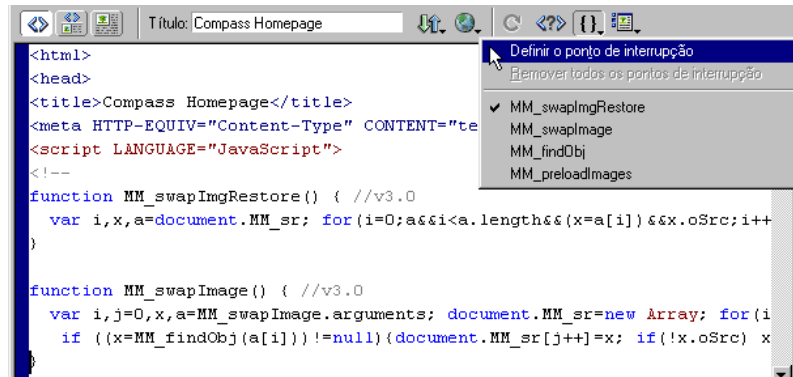 Título: Compass Homepage
Definir o ponto de interrupção
Remover todos os pontos de interrupção
MM_swapImgRestore
MM_swapImage
MM_findObj
MM_preloadImages
<html>
<head>
<title>Compass Homepage</title>
<meta HTTP-EQUIV="Content-Type" CONTENT="te
<script LANGUAGE="JavaScript">
<!--
function MM_swapImgRestore() { //v3.0
var i,x,a=document.MM_sr; for(i=0;a&&i<a.length&&(x=a[i])&&x.oSrc;i++
}
function MM_swapImage() { //v3.0
var i,j=0,x,a=MM_swapImage.arguments; document.MM_sr=new Array; for(i
if ((x=MM_findObj(a[i]))!=null){document.MM_sr[j++]=x; if(!x.oSrc) x
}